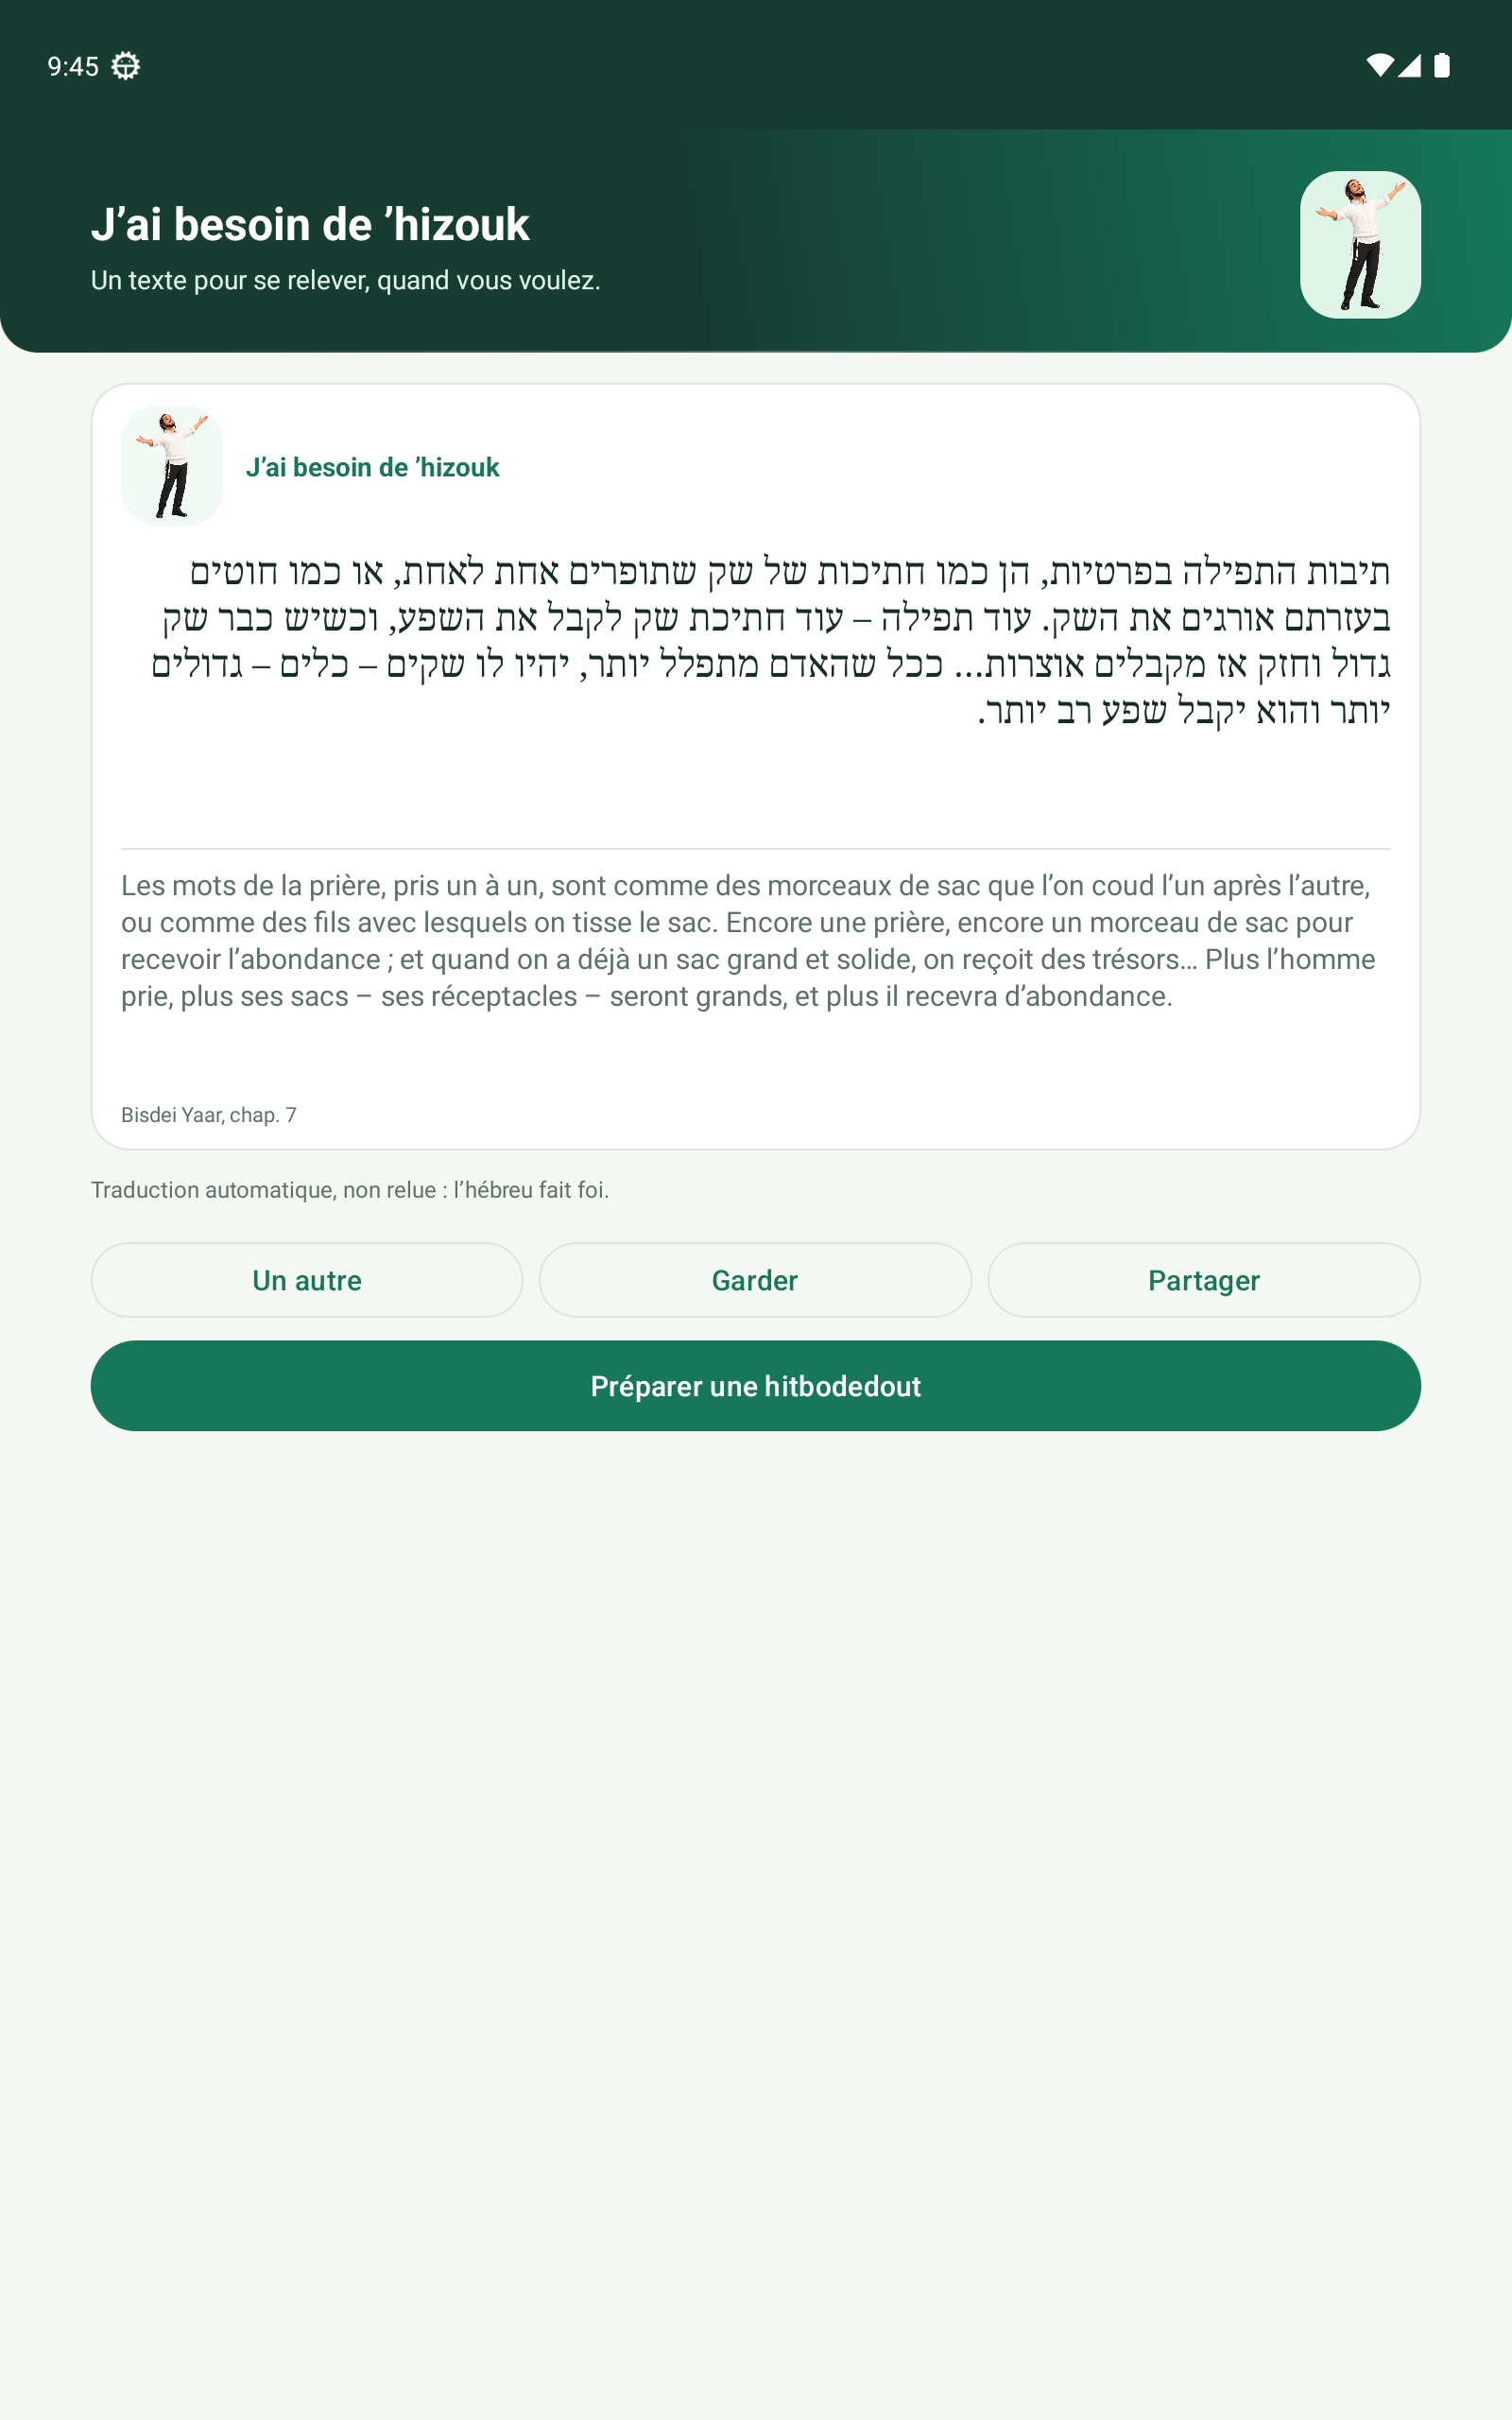 9:45
J’ai besoin de ’hizouk
Un texte pour se relever, quand vous voulez.
J’ai besoin de ’hizouk
תיבות התפילה בפרטיות, הן כמו חתיכות של שק שתופרים אחת לאחת, או כמו חוטים
בעזרתם אורגים את השק. עוד תפילה – עוד חתיכת שק לקבל את השפע, וכשיש כבר שק
גדול וחזק אז מקבלים אוצרות... ככל שהאדם מתפלל יותר, יהיו לו שקים – כלים – גדולים
יותר והוא יקבל שפע רב יותר.
Les mots de la prière, pris un à un, sont comme des morceaux de sac que l’on coud l’un après l’autre,
ou comme des fils avec lesquels on tisse le sac. Encore une prière, encore un morceau de sac pour
recevoir l’abondance ; et quand on a déjà un sac grand et solide, on reçoit des trésors… Plus l’homme
prie, plus ses sacs – ses réceptacles – seront grands, et plus il recevra d’abondance.
Bisdei Yaar, chap. 7
Traduction automatique, non relue : l’hébreu fait foi.
Un autre
Garder
Partager
Préparer une hitbodedout